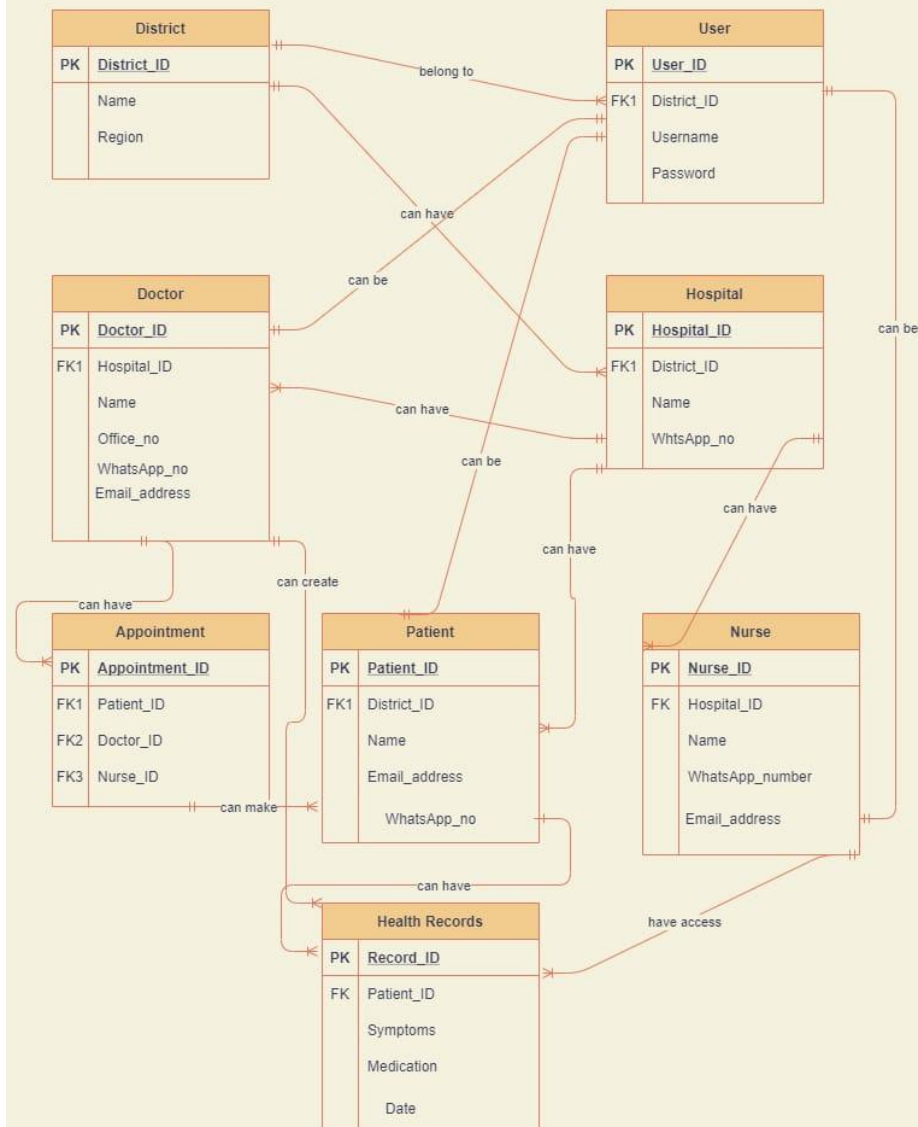 District
PK District_ID
Name
Region
User
PK User_ID
FK1 District_ID
Username
Password
belong to
can have
can be
Doctor
PK Doctor_ID
FK1 Hospital_ID
Name
Office_no
WhatsApp_no
Email_address
Hospital
PK Hospital_ID
FK1 District_ID
Name
WhtsApp_no
can be
can have
can be
can have
can have
can create
can have
Appointment
PK Appointment_ID
FK1 Patient_ID
FK2 Doctor_ID
FK3 Nurse_ID
can make
Patient
PK Patient_ID
FK1 District_ID
Name
Email_address
WhatsApp_no
Nurse
PK Nurse_ID
FK Hospital_ID
Name
WhatsApp_number
Email_address
can have
have access
Health Records
PK Record_ID
FK Patient_ID
Symptoms
Medication
Date